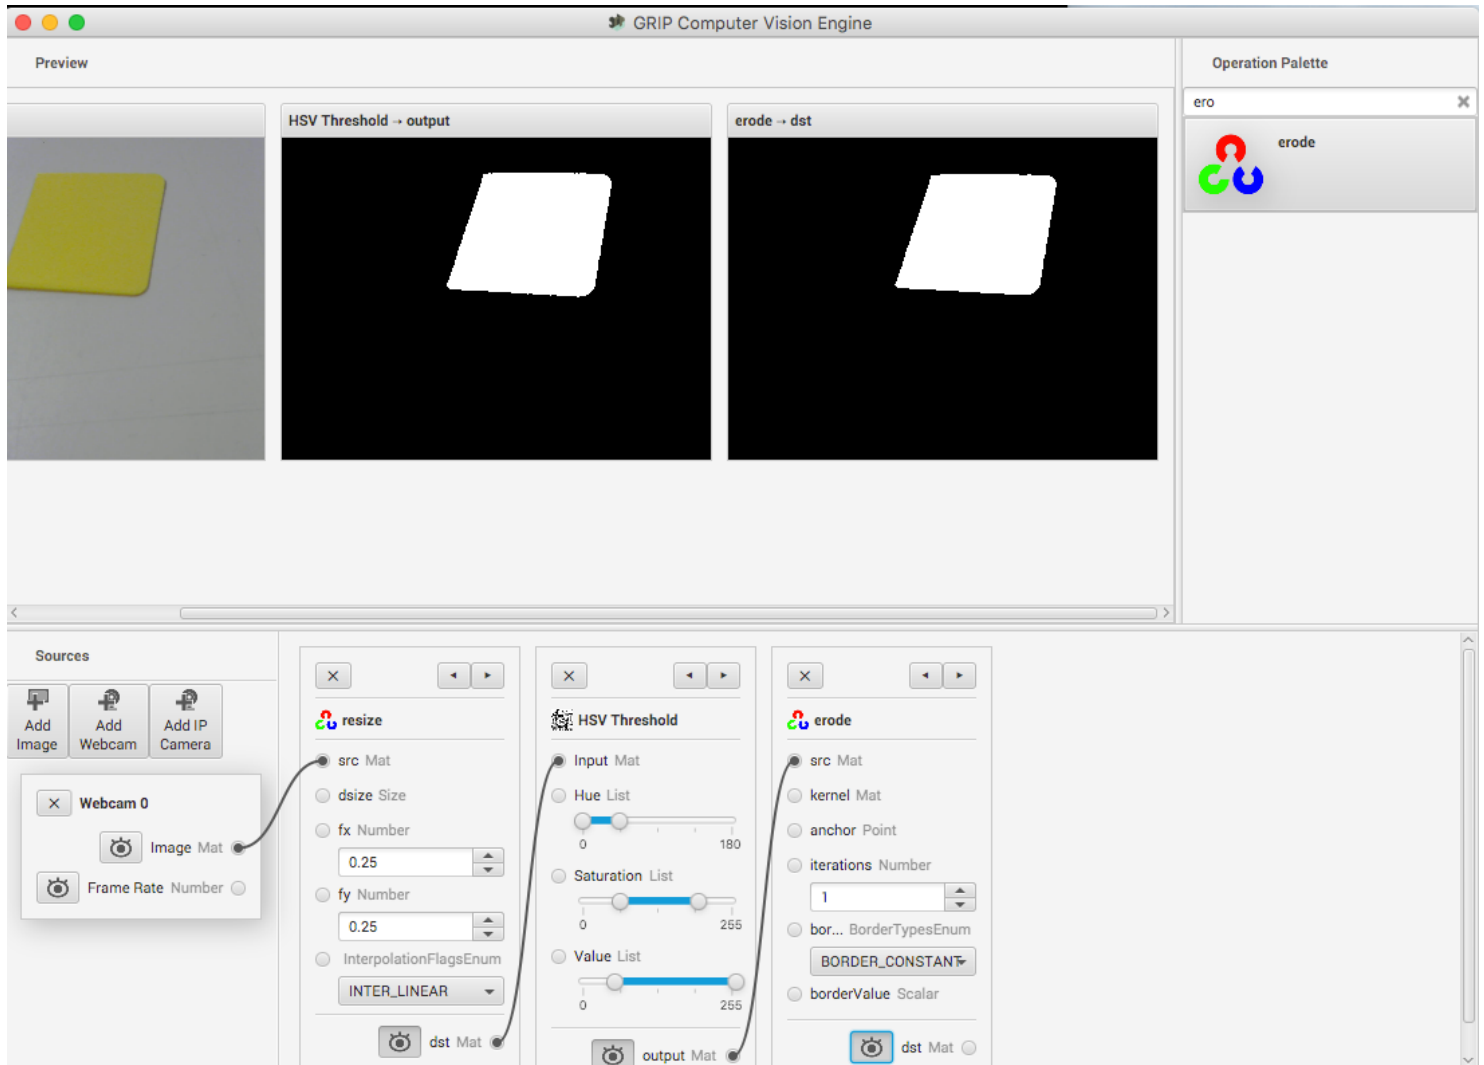 GRIP Computer Vision Engine
Preview
Operation Palette
HSV Threshold → output
erode → dst
ero
erode
Sources
Add Image
Add Webcam
Add IP Camera
Webcam 0
Image Mat
Frame Rate Number
resize
src Mat
dsize Size
fx Number
0.25
fy Number
0.25
InterpolationFlagsEnum
INTER_LINEAR
dst Mat
HSV Threshold
Input Mat
Hue List
0 180
Saturation List
0 255
Value List
0 255
output Mat
erode
src Mat
kernel Mat
anchor Point
iterations Number
1
bor... BorderTypesEnum
BORDER_CONSTANT
borderValue Scalar
dst Mat